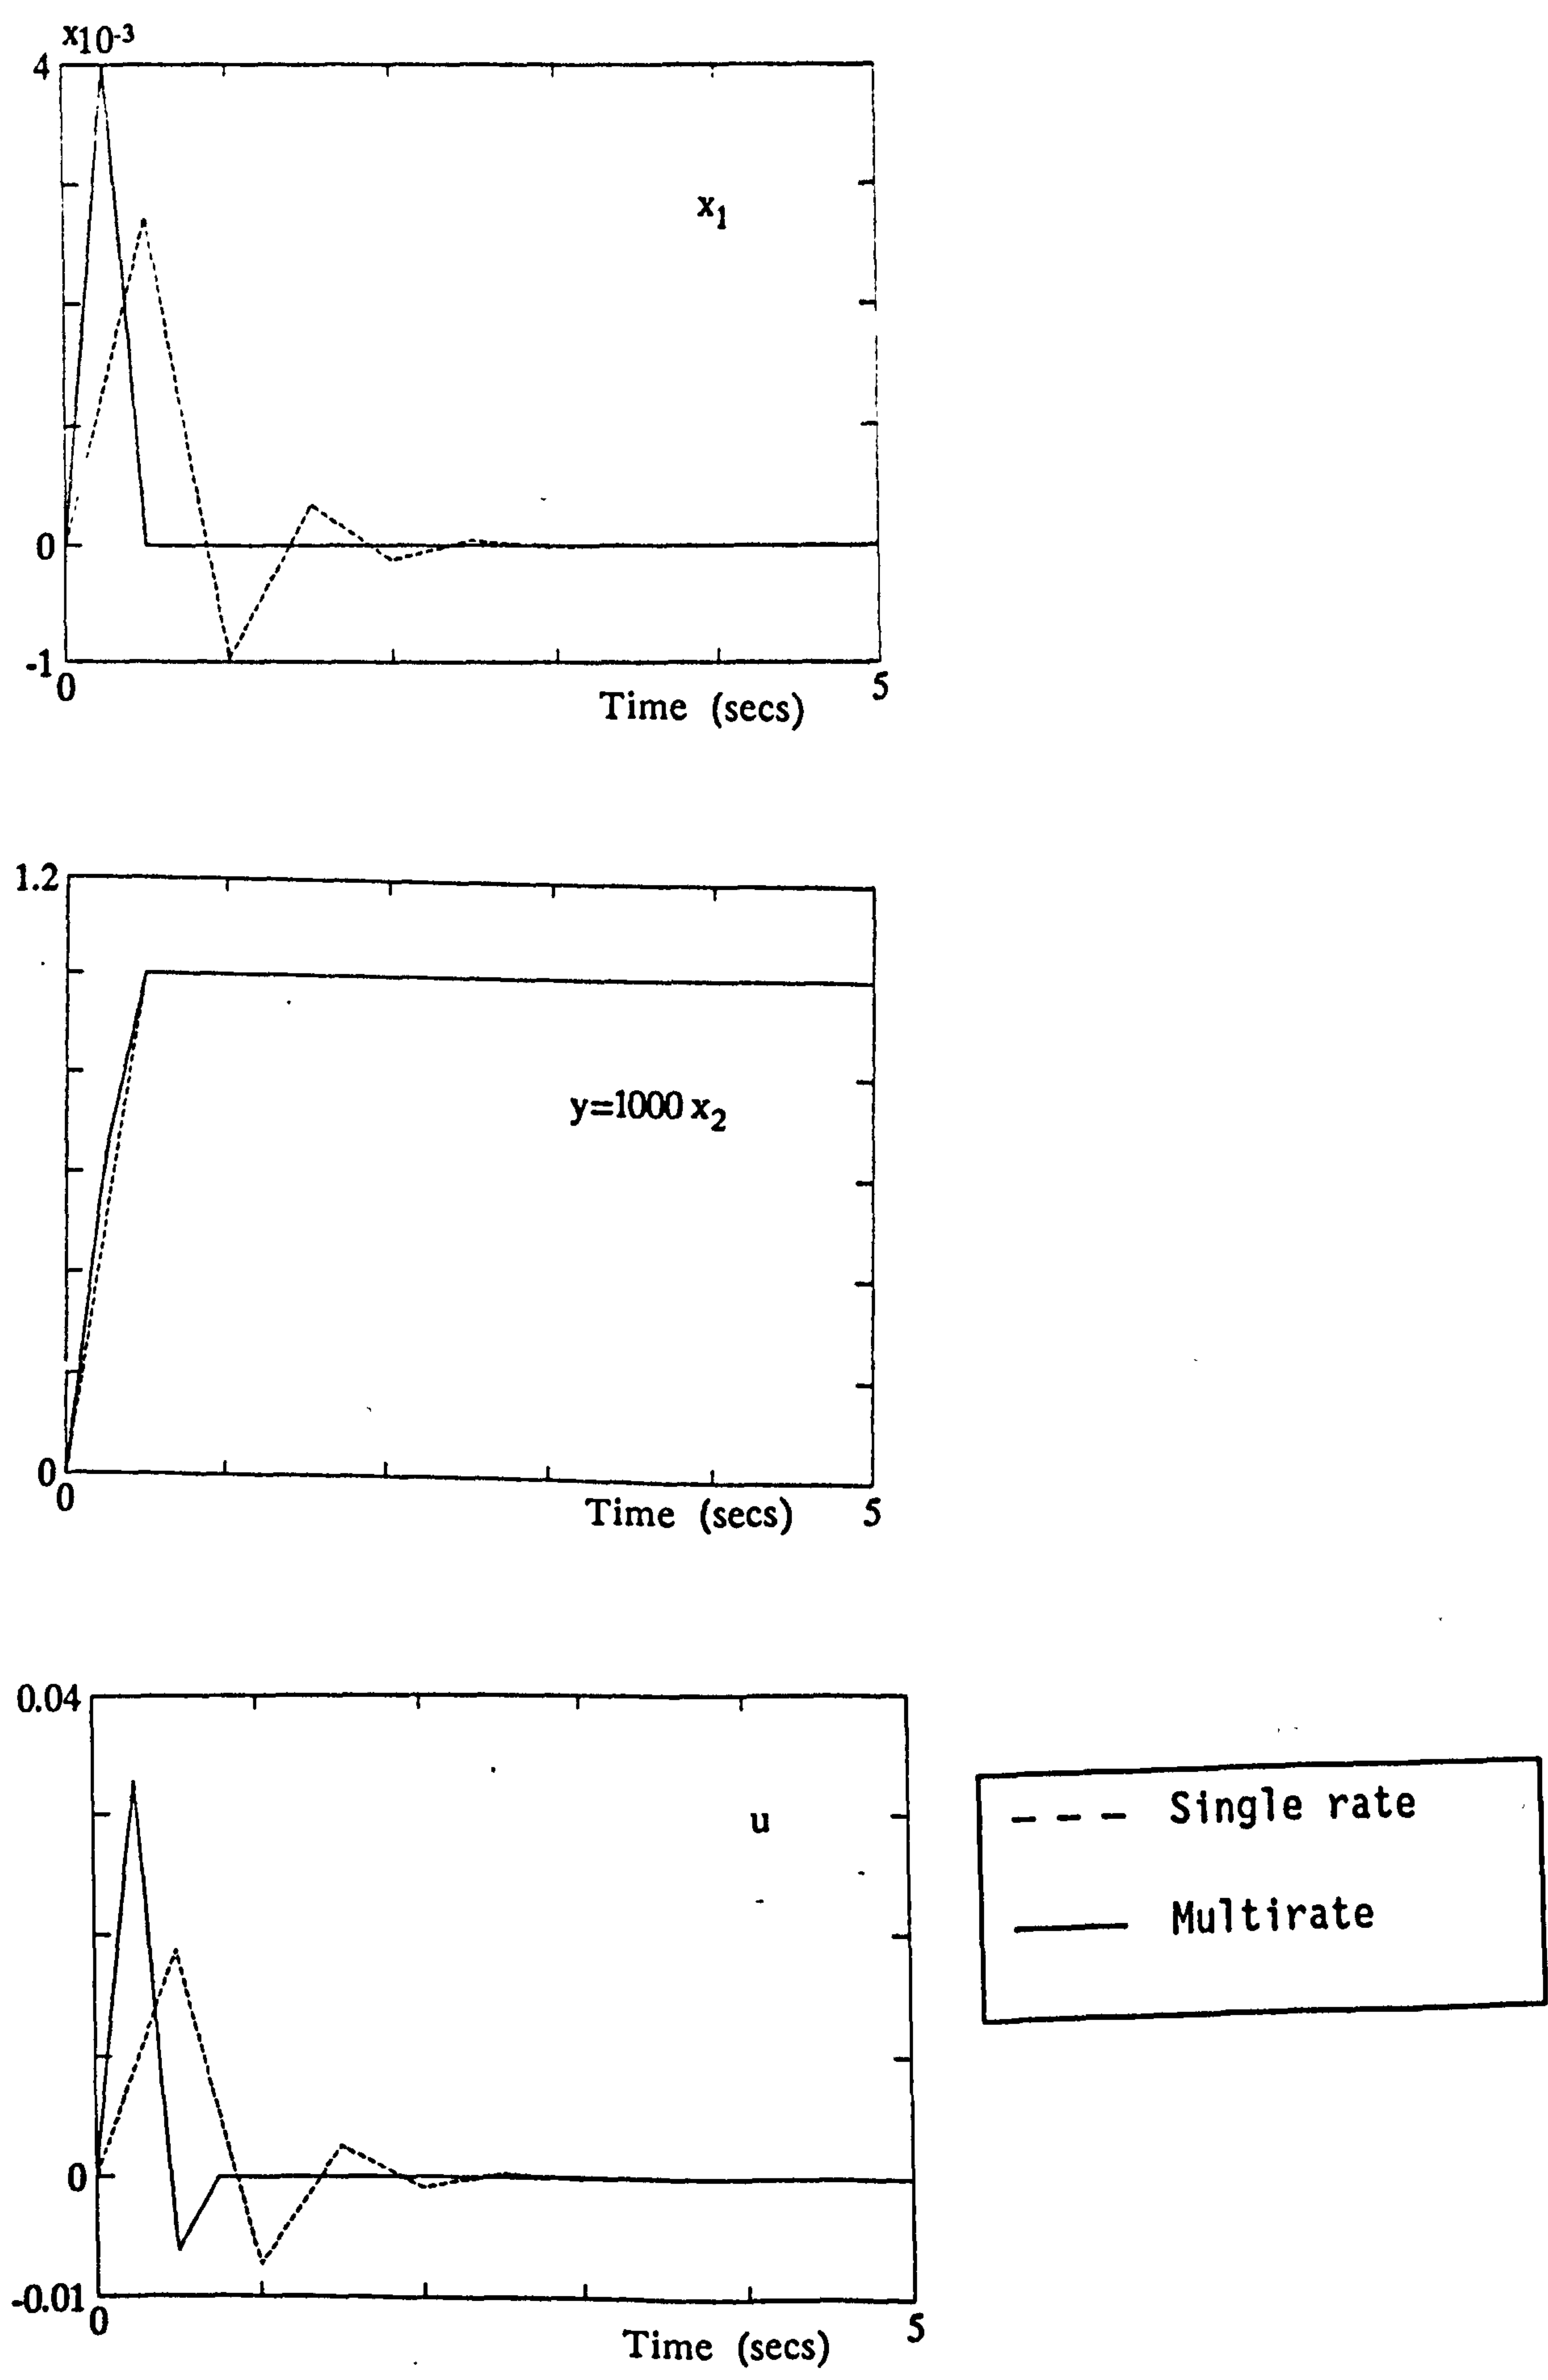 x10-3
4
x1
0
-1
0
5
Time (secs)
1.2
y=1000 x2
0
0
Time (secs)
5
0.04
u
Single rate
Multirate
0
-0.01
0
Time (secs)
5